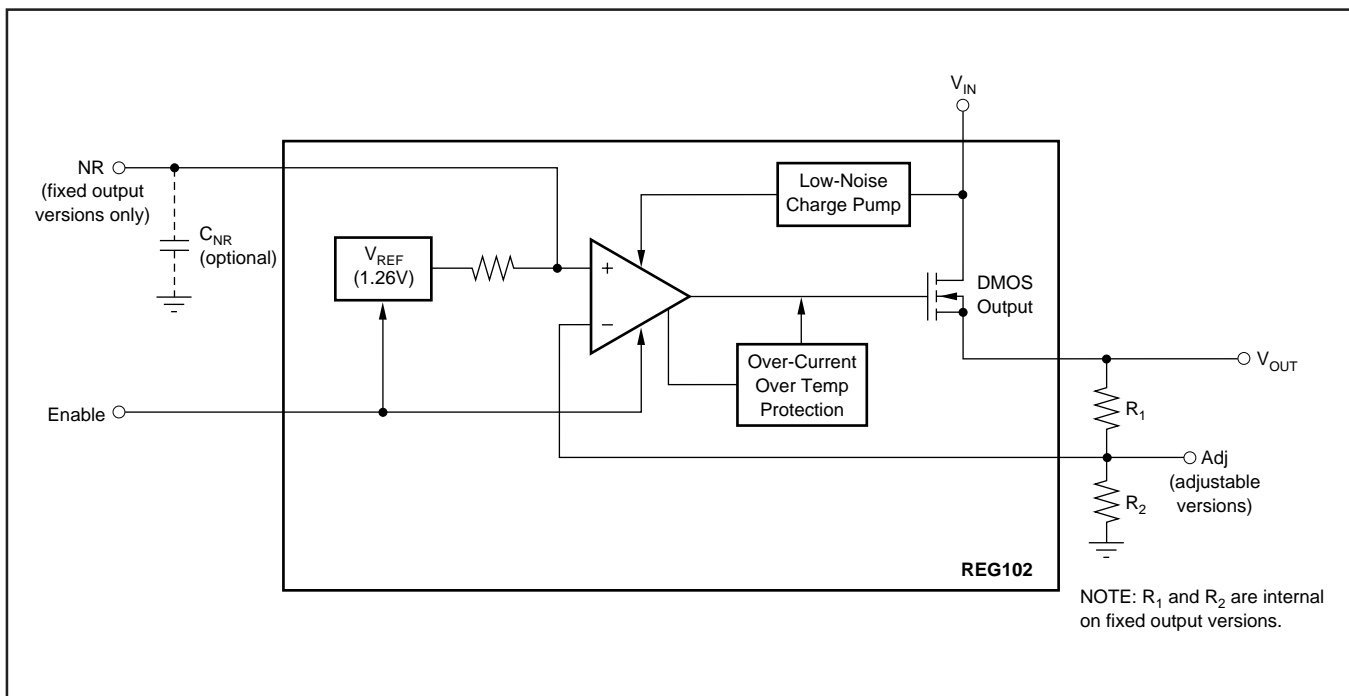 V_IN
NR
(fixed output
versions only)
C_NR
(optional)
V_REF
(1.26V)
+
−
Low-Noise
Charge Pump
DMOS
Output
Over-Current
Over Temp
Protection
V_OUT
Enable
R_1
Adj
(adjustable
versions)
R_2
REG102
NOTE: R_1 and R_2 are internal
on fixed output versions.